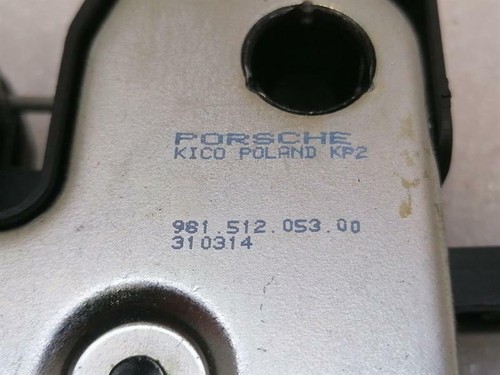 PORSCHE
KICO POLAND KP2
981.512.053.00
310314